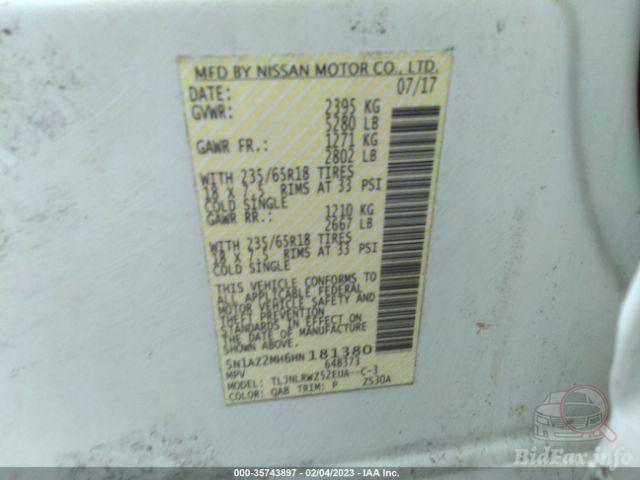 MFD BY NISSAN MOTOR CO., LTD.
DATE: 07/17
GVWR: 2395 KG
5280 LB
GAWR FR.: 1271 KG
2802 LB
WITH 235/65R18 TIRES
18 X 7.5 RIMS AT 33 PSI
COLD SINGLE
GAWR RR.: 1210 KG
2667 LB
WITH 235/65R18 TIRES
18 X 7.5 RIMS AT 33 PSI
COLD SINGLE
THIS VEHICLE CONFORMS TO
ALL APPLICABLE FEDERAL
MOTOR VEHICLE SAFETY AND
THEFT PREVENTION
STANDARDS IN EFFECT ON
THE DATE OF MANUFACTURE
SHOWN ABOVE.
5N1AZ2MH6HN181380
MPV 648373
MODEL: TLJNLRWZ52EUA--C-3
COLOR: QAB TRIM: P Z530A
000-35743897 - 02/04/2023 - IAA Inc.
BidFax.info